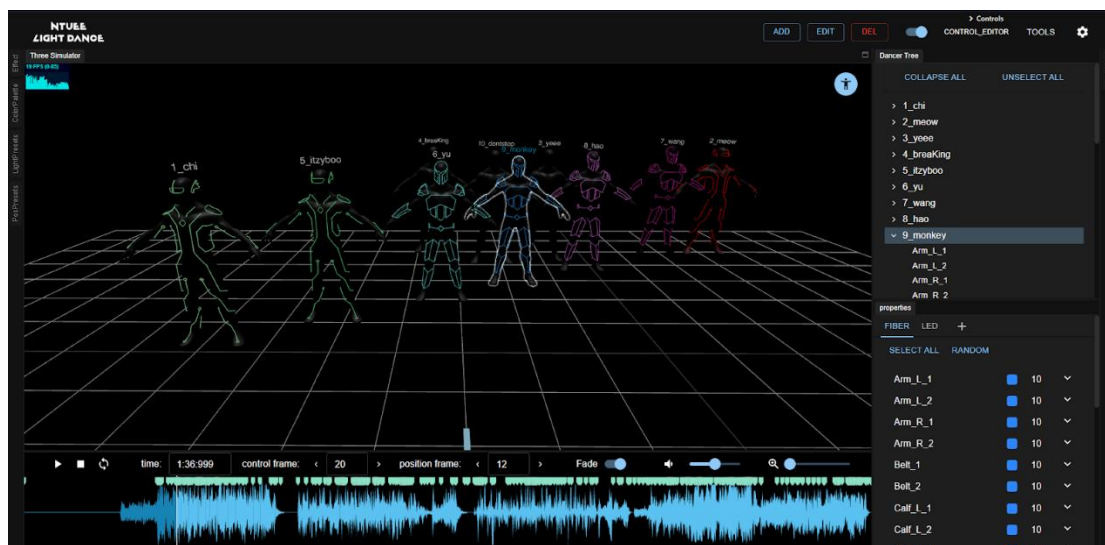 NTUEE
LIGHT DANCE
ADD
EDIT
DEL
> Controls
CONTROL_EDITOR
TOOLS
Effect
ColorPalette
LightPresets
PosPresets
Three Simulator
1_chi
5_itzyboo
4_breaKing
6_yu
10_dontstop
9_monkey
3_yeee
8_hao
7_wang
2_meow
time:
1:36:999
control frame:
20
position frame:
12
Fade
Dancer Tree
COLLAPSE ALL
UNSELECT ALL
1_chi
2_meow
3_yeee
4_breaKing
5_itzyboo
6_yu
7_wang
8_hao
9_monkey
Arm_L_1
Arm_L_2
Arm_R_1
Arm_R_2
properties
FIBER LED +
SELECT ALL RANDOM
Arm_L_1 10
Arm_L_2 10
Arm_R_1 10
Arm_R_2 10
Belt_1 10
Belt_2 10
Calf_L_1 10
Calf_L_2 10